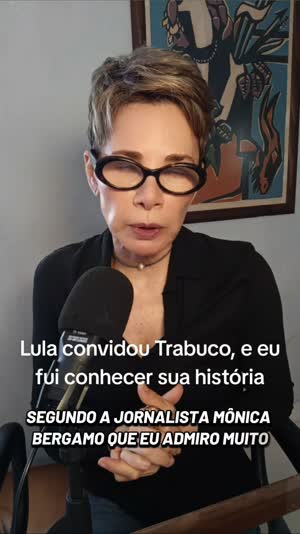 Lula convidou Trabuco, e eu
fui conhecer sua história
SEGUNDO A JORNALISTA MÔNICA
BERGAMO QUE EU ADMIRO MUITO